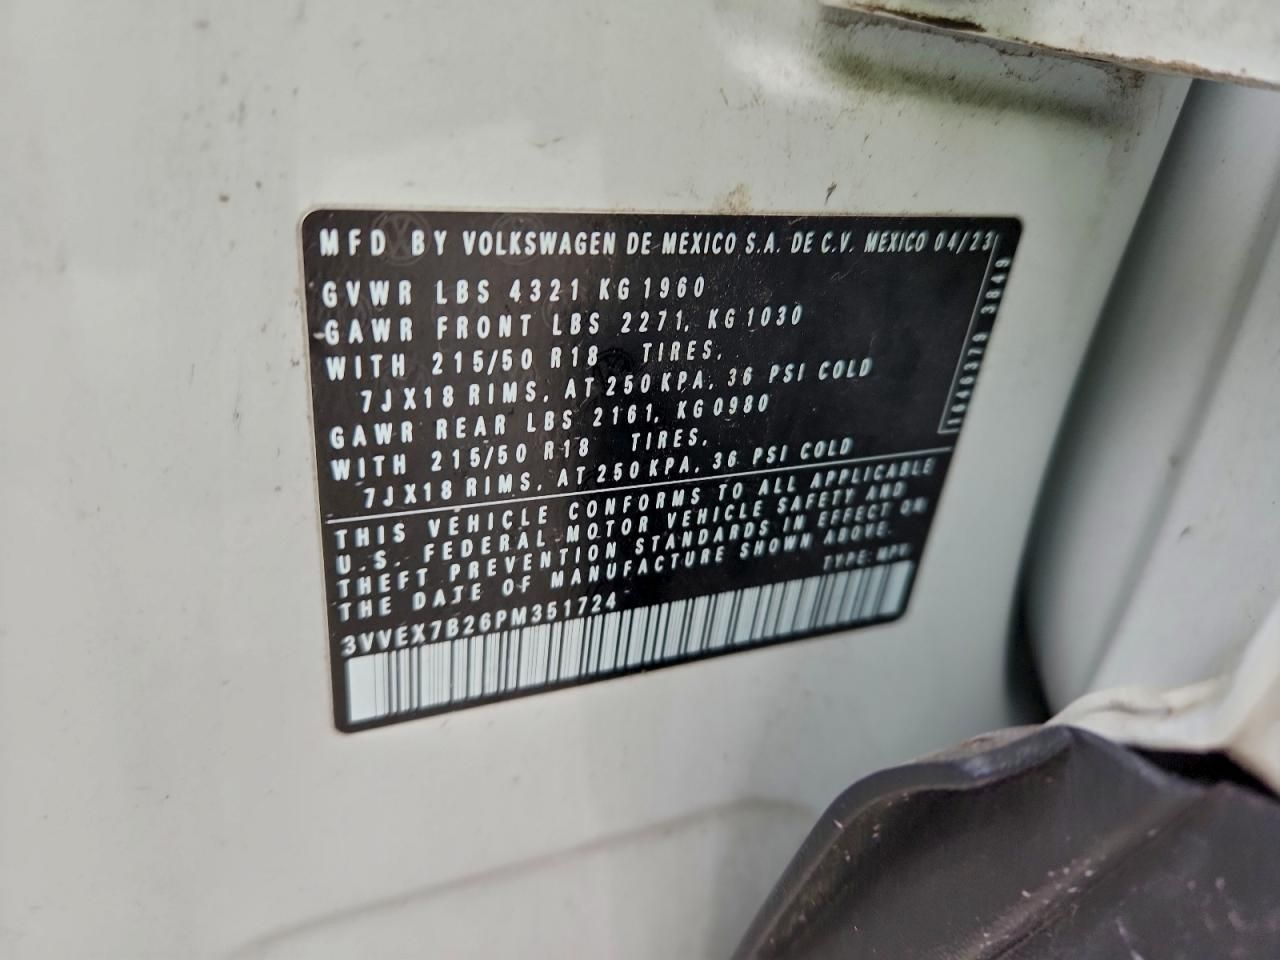 MFD BY VOLKSWAGEN DE MEXICO S.A. DE C.V. MEXICO 04/23
GVWR LBS 4321 KG 1960
GAWR FRONT LBS 2271, KG 1030
WITH 215/50 R18 TIRES,
7JX18 RIMS, AT 250 KPA, 36 PSI COLD
GAWR REAR LBS 2161, KG 0980
WITH 215/50 R18 TIRES,
7JX18 RIMS, AT 250 KPA, 36 PSI COLD
THIS VEHICLE CONFORMS TO ALL APPLICABLE
U.S. FEDERAL MOTOR VEHICLE SAFETY AND
THEFT PREVENTION STANDARDS IN EFFECT ON
THE DATE OF MANUFACTURE SHOWN ABOVE.
TYPE: MPV
3VVEX7B26PM351724